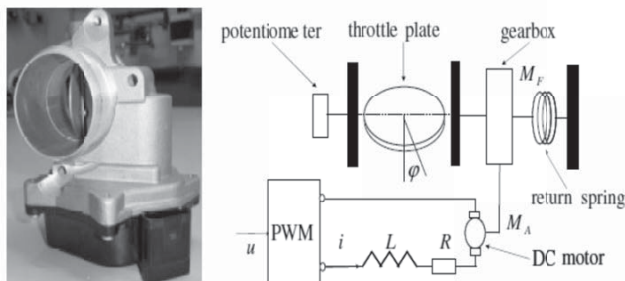 potentiome ter throttle plate gearbox
M_F
φ
return spring
u PWM i L R M_A
DC motor